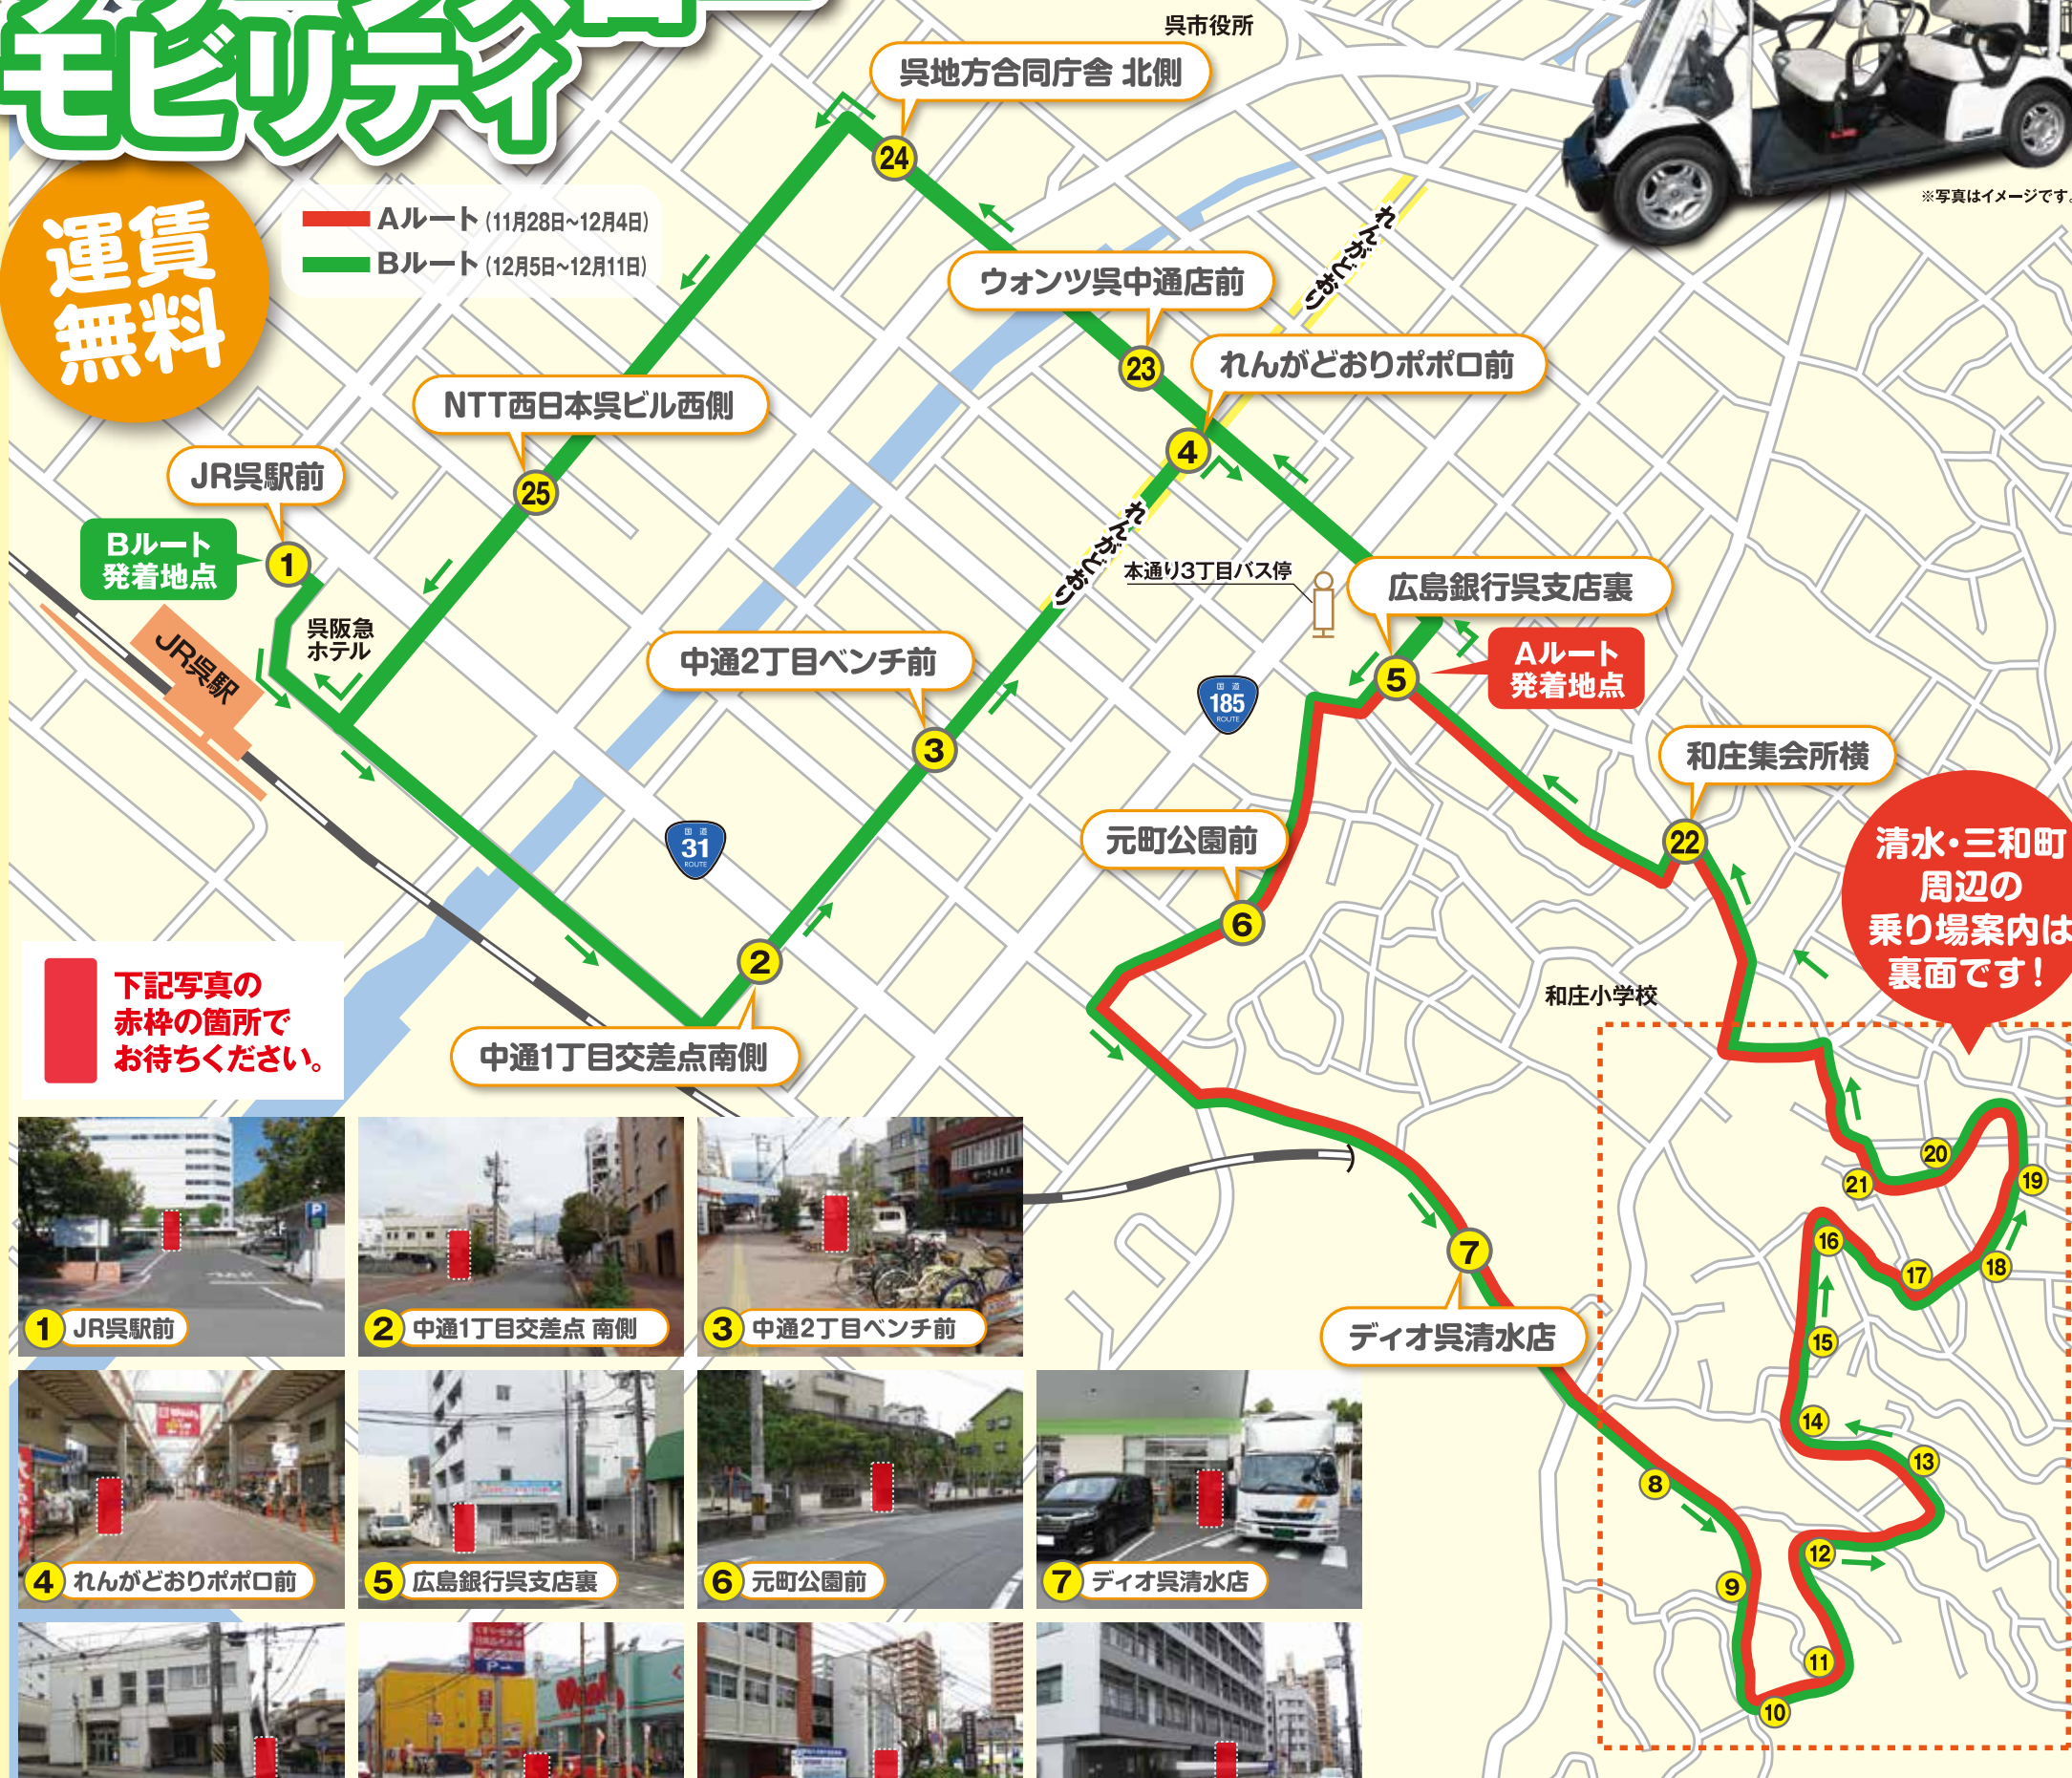 モビリティ
運賃
無料
Aルート(11月28日~12月4日)
Bルート(12月5日~12月11日)
呉市役所
※写真はイメージです。
呉地方合同庁舎 北側
24
ウォンツ呉中通店前
23
れんがどおり
れんがどおりポポロ前
4
NTT西日本呉ビル西側
25
JR呉駅前
1
Bルート
発着地点
JR呉駅
呉阪急
ホテル
れんがどおり
本通り3丁目バス停
広島銀行呉支店裏
5
Aルート
発着地点
中通2丁目ベンチ前
3
国道
185
ROUTE
国道
31
ROUTE
和庄集会所横
22
元町公園前
6
清水・三和町
周辺の
乗り場案内は
裏面です!
2
中通1丁目交差点南側
和庄小学校
下記写真の
赤枠の箇所で
お待ちください。
7
ディオ呉清水店
20
19
21
16
17
18
15
14
13
8
12
9
11
10
1 JR呉駅前
2 中通1丁目交差点 南側
3 中通2丁目ベンチ前
4 れんがどおりポポロ前
5 広島銀行呉支店裏
6 元町公園前
7 ディオ呉清水店